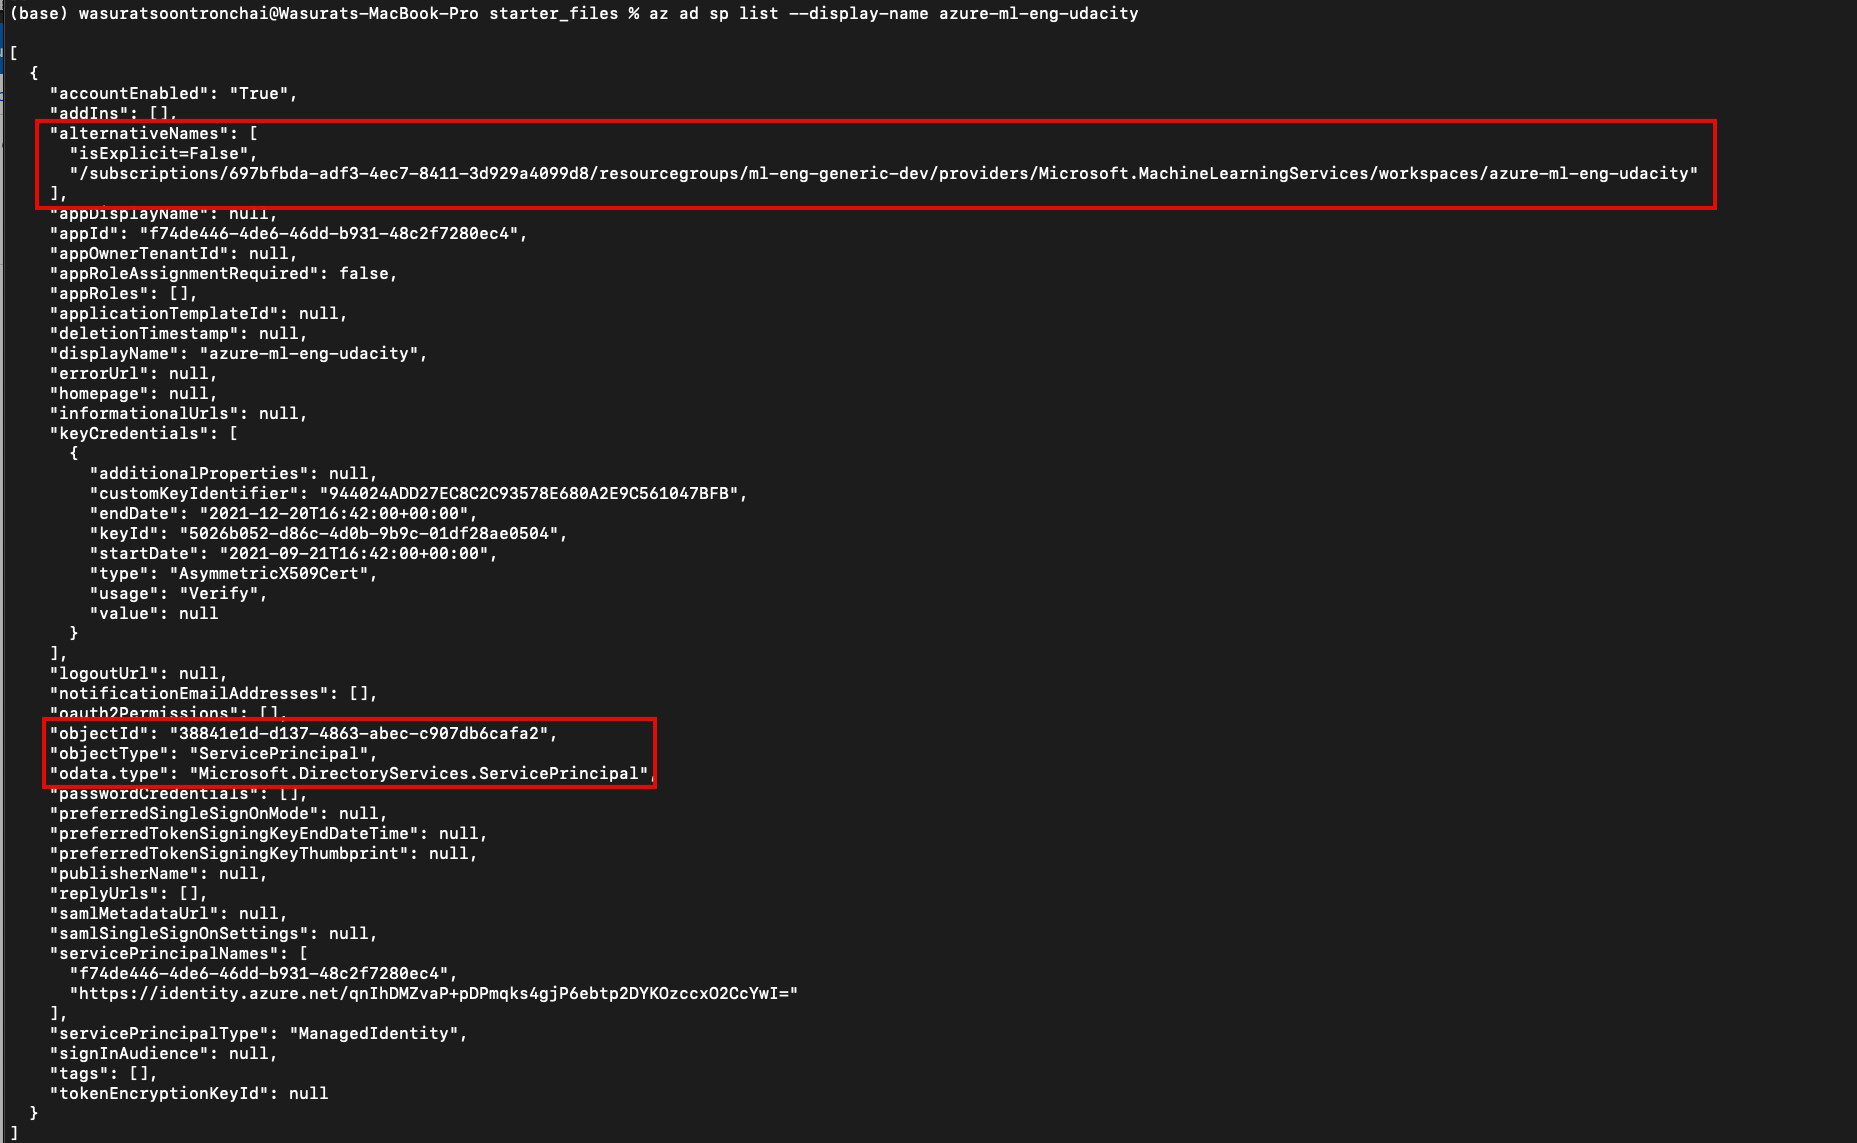 (base) wasuratsoontronchai@Wasurats-MacBook-Pro starter_files % az ad sp list --display-name azure-ml-eng-udacity
[
  {
    "accountEnabled": "True",
    "addIns": [],
    "alternativeNames": [
      "isExplicit=False",
      "/subscriptions/697bfbda-adf3-4ec7-8411-3d929a4099d8/resourcegroups/ml-eng-generic-dev/providers/Microsoft.MachineLearningServices/workspaces/azure-ml-eng-udacity"
    ],
    "appDisplayName": null,
    "appId": "f74de446-4de6-46dd-b931-48c2f7280ec4",
    "appOwnerTenantId": null,
    "appRoleAssignmentRequired": false,
    "appRoles": [],
    "applicationTemplateId": null,
    "deletionTimestamp": null,
    "displayName": "azure-ml-eng-udacity",
    "errorUrl": null,
    "homepage": null,
    "informationalUrls": null,
    "keyCredentials": [
      {
        "additionalProperties": null,
        "customKeyIdentifier": "944024ADD27EC8C2C93578E680A2E9C561047BFB",
        "endDate": "2021-12-20T16:42:00+00:00",
        "keyId": "5026b052-d86c-4d0b-9b9c-01df28ae0504",
        "startDate": "2021-09-21T16:42:00+00:00",
        "type": "AsymmetricX509Cert",
        "usage": "Verify",
        "value": null
      }
    ],
    "logoutUrl": null,
    "notificationEmailAddresses": [],
    "oauth2Permissions": [],
    "objectId": "38841e1d-d137-4863-abec-c907db6cafa2",
    "objectType": "ServicePrincipal",
    "odata.type": "Microsoft.DirectoryServices.ServicePrincipal",
    "passwordCredentials": [],
    "preferredSingleSignOnMode": null,
    "preferredTokenSigningKeyEndDateTime": null,
    "preferredTokenSigningKeyThumbprint": null,
    "publisherName": null,
    "replyUrls": [],
    "samlMetadataUrl": null,
    "samlSingleSignOnSettings": null,
    "servicePrincipalNames": [
      "f74de446-4de6-46dd-b931-48c2f7280ec4",
      "https://identity.azure.net/qnIhDMZvaP+pDPmqks4gjP6ebtp2DYKOzccxO2CcYwI="
    ],
    "servicePrincipalType": "ManagedIdentity",
    "signInAudience": null,
    "tags": [],
    "tokenEncryptionKeyId": null
  }
]